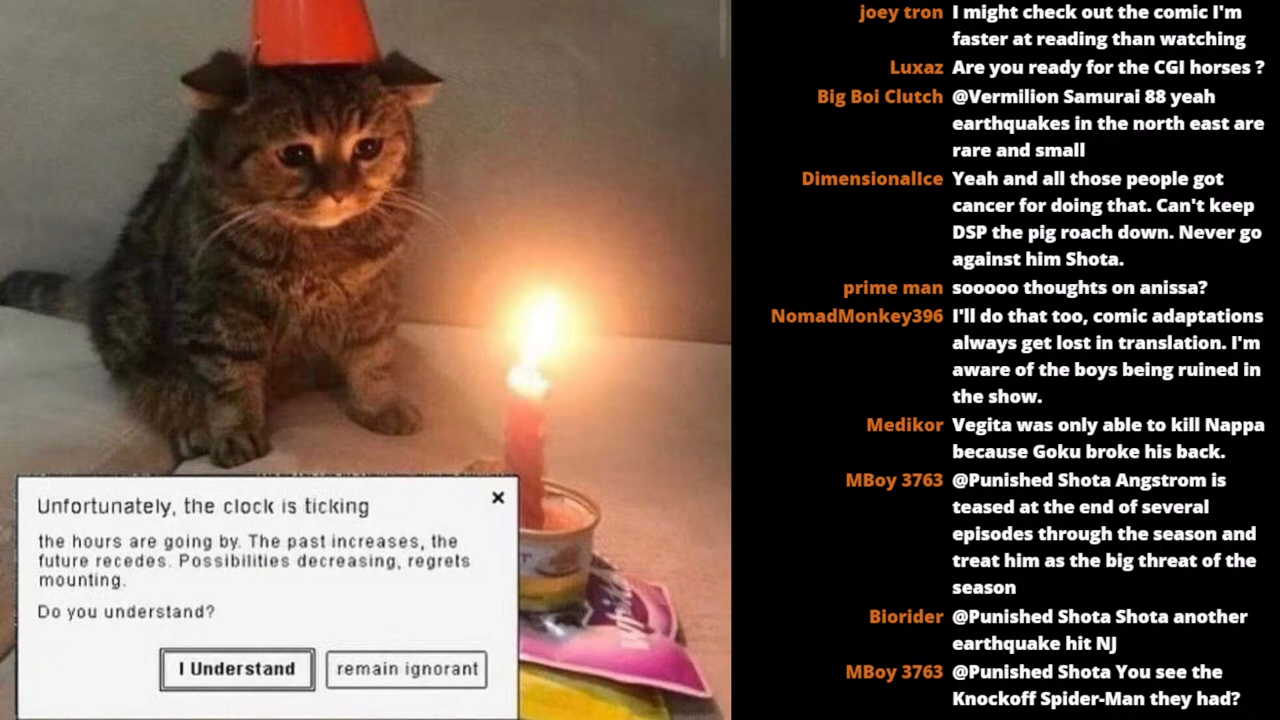 Unfortunately, the clock is ticking
the hours are going by. The past increases, the
future recedes. Possibilities decreasing, regrets
mounting.
Do you understand?
I Understand
remain ignorant
joey tron I might check out the comic I'm
faster at reading than watching
Luxaz Are you ready for the CGI horses ?
Big Boi Clutch @Vermilion Samurai 88 yeah
earthquakes in the north east are
rare and small
DimensionalIce Yeah and all those people got
cancer for doing that. Can't keep
DSP the pig roach down. Never go
against him Shota.
prime man sooooo thoughts on anissa?
NomadMonkey396 I'll do that too, comic adaptations
always get lost in translation. I'm
aware of the boys being ruined in
the show.
Medikor Vegita was only able to kill Nappa
because Goku broke his back.
MBoy 3763 @Punished Shota Angstrom is
teased at the end of several
episodes through the season and
treat him as the big threat of the
season
Biorider @Punished Shota Shota another
earthquake hit NJ
MBoy 3763 @Punished Shota You see the
Knockoff Spider-Man they had?